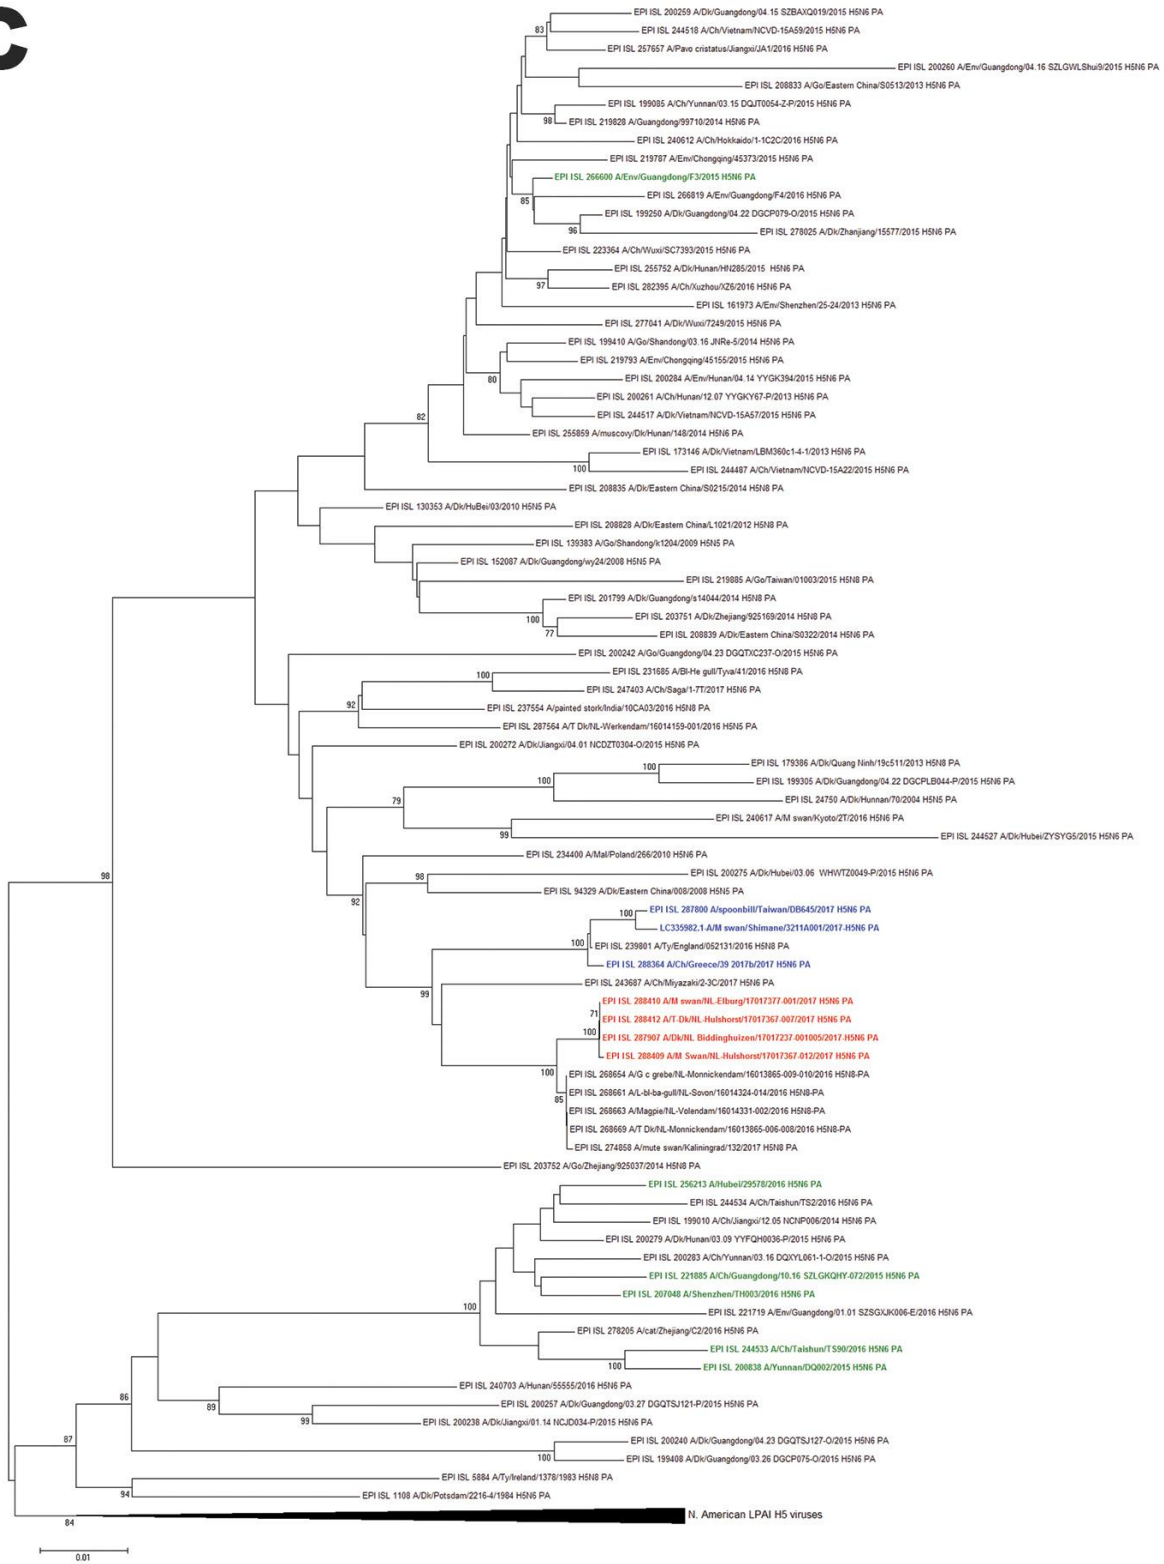 C
EPI ISL 200259 A/Dk/Guangdong/04.15 SZBAXQ019/2015 H5N6 PA
83
EPI ISL 244518 A/Ch/Vietnam/NCVD-15A59/2015 H5N6 PA
EPI ISL 257657 A/Pavo cristatus/Jiangxi/JA1/2016 H5N6 PA
EPI ISL 200260 A/Env/Guangdong/04.16 SZLGWLShui9/2015 H5N6 PA
EPI ISL 208833 A/Go/Eastern China/S0513/2013 H5N6 PA
EPI ISL 199085 A/Ch/Yunnan/03.15 DQJT0054-Z-P/2015 H5N6 PA
98
EPI ISL 219828 A/Guangdong/99710/2014 H5N6 PA
EPI ISL 240612 A/Ch/Hokkaido/1-1C2C/2016 H5N6 PA
EPI ISL 219787 A/Env/Chongqing/45373/2015 H5N6 PA
EPI ISL 266600 A/Env/Guangdong/F3/2015 H5N6 PA
85
EPI ISL 266819 A/Env/Guangdong/F4/2016 H5N6 PA
EPI ISL 199250 A/Dk/Guangdong/04.22 DGCP079-O/2015 H5N6 PA
96
EPI ISL 278025 A/Dk/Zhanjiang/15577/2015 H5N6 PA
EPI ISL 223364 A/Ch/Wuxi/SC7393/2015 H5N6 PA
EPI ISL 255752 A/Dk/Hunan/HN285/2015 H5N6 PA
97
EPI ISL 282395 A/Ch/Xuzhou/XZ6/2016 H5N6 PA
EPI ISL 161973 A/Env/Shenzhen/25-24/2013 H5N6 PA
EPI ISL 277041 A/Dk/Wuxi/7249/2015 H5N6 PA
EPI ISL 199410 A/Go/Shandong/03.16 JNRe-5/2014 H5N6 PA
EPI ISL 219793 A/Env/Chongqing/45155/2015 H5N6 PA
80
EPI ISL 200284 A/Env/Hunan/04.14 YYGK394/2015 H5N6 PA
EPI ISL 200261 A/Ch/Hunan/12.07 YYGKY67-P/2013 H5N6 PA
82
EPI ISL 244517 A/Dk/Vietnam/NCVD-15A57/2015 H5N6 PA
EPI ISL 255859 A/muscovy/Dk/Hunan/148/2014 H5N6 PA
EPI ISL 173146 A/Dk/Vietnam/LBM360c1-4-1/2013 H5N6 PA
100
EPI ISL 244487 A/Ch/Vietnam/NCVD-15A22/2015 H5N6 PA
EPI ISL 208835 A/Dk/Eastern China/S0215/2014 H5N8 PA
EPI ISL 130353 A/Dk/HuBei/03/2010 H5N5 PA
EPI ISL 208828 A/Dk/Eastern China/L1021/2012 H5N8 PA
EPI ISL 139383 A/Go/Shandong/k1204/2009 H5N5 PA
EPI ISL 152087 A/Dk/Guangdong/wy24/2008 H5N5 PA
EPI ISL 219885 A/Go/Taiwan/01003/2015 H5N8 PA
EPI ISL 201799 A/Dk/Guangdong/s14044/2014 H5N8 PA
100
EPI ISL 203751 A/Dk/Zhejiang/925169/2014 H5N8 PA
77
EPI ISL 208839 A/Dk/Eastern China/S0322/2014 H5N6 PA
EPI ISL 200242 A/Go/Guangdong/04.23 DGQTXC237-O/2015 H5N6 PA
EPI ISL 231685 A/Bl-He gull/Tyva/41/2016 H5N8 PA
100
EPI ISL 247403 A/Ch/Saga/1-7T/2017 H5N6 PA
92
EPI ISL 237554 A/painted stork/India/10CA03/2016 H5N8 PA
EPI ISL 287564 A/T Dk/NL-Werkendam/16014159-001/2016 H5N5 PA
EPI ISL 200272 A/Dk/Jiangxi/04.01 NCDZT0304-O/2015 H5N6 PA
EPI ISL 179386 A/Dk/Quang Ninh/19c511/2013 H5N8 PA
100
100
EPI ISL 199305 A/Dk/Guangdong/04.22 DGCPLB044-P/2015 H5N6 PA
79
EPI ISL 24750 A/Dk/Hunnan/70/2004 H5N5 PA
EPI ISL 240617 A/M swan/Kyoto/2T/2016 H5N6 PA
99
EPI ISL 244527 A/Dk/Hubei/ZYSYG5/2015 H5N6 PA
EPI ISL 234400 A/Mal/Poland/266/2010 H5N6 PA
98
EPI ISL 200275 A/Dk/Hubei/03.06 WHWTZ0049-P/2015 H5N6 PA
98
EPI ISL 94329 A/Dk/Eastern China/008/2008 H5N5 PA
92
EPI ISL 287800 A/spoonbill/Taiwan/DB645/2017 H5N6 PA
100
LC335982.1-A/M swan/Shimane/3211A001/2017-H5N6 PA
100
EPI ISL 239801 A/Ty/England/052131/2016 H5N8 PA
EPI ISL 288364 A/Ch/Greece/39 2017b/2017 H5N6 PA
EPI ISL 243687 A/Ch/Miyazaki/2-3C/2017 H5N6 PA
99
EPI ISL 288410 A/M swan/NL-Elburg/17017377-001/2017 H5N6 PA
71
EPI ISL 288412 A/T-Dk/NL-Hulshorst/17017367-007/2017 H5N6 PA
100
EPI ISL 287907 A/Dk/NL Biddinghuizen/17017237-001005/2017-H5N6 PA
EPI ISL 288409 A/M Swan/NL-Hulshorst/17017367-012/2017 H5N6 PA
100
EPI ISL 268654 A/G c grebe/NL-Monnickendam/16013865-009-010/2016 H5N8-PA
EPI ISL 268661 A/L-bl-ba-gull/NL-Sovon/16014324-014/2016 H5N8-PA
85
EPI ISL 268663 A/Magpie/NL-Volendam/16014331-002/2016 H5N8-PA
EPI ISL 268669 A/T Dk/NL-Monnickendam/16013865-006-008/2016 H5N8-PA
EPI ISL 274858 A/mute swan/Kaliningrad/132/2017 H5N8 PA
EPI ISL 203752 A/Go/Zhejiang/925037/2014 H5N8 PA
EPI ISL 256213 A/Hubei/29578/2016 H5N6 PA
EPI ISL 244534 A/Ch/Taishun/TS2/2016 H5N6 PA
EPI ISL 199010 A/Ch/Jiangxi/12.05 NCNP006/2014 H5N6 PA
EPI ISL 200279 A/Dk/Hunan/03.09 YYFQH0036-P/2015 H5N6 PA
EPI ISL 200283 A/Ch/Yunnan/03.16 DQXYL061-1-O/2015 H5N6 PA
EPI ISL 221885 A/Ch/Guangdong/10.16 SZLGKQHY-072/2015 H5N6 PA
EPI ISL 207048 A/Shenzhen/TH003/2016 H5N6 PA
100
EPI ISL 221719 A/Env/Guangdong/01.01 SZSGXJK006-E/2016 H5N6 PA
EPI ISL 278205 A/cat/Zhejiang/C2/2016 H5N6 PA
EPI ISL 244533 A/Ch/Taishun/TS90/2016 H5N6 PA
100
EPI ISL 200838 A/Yunnan/DQ002/2015 H5N6 PA
EPI ISL 240703 A/Hunan/55555/2016 H5N6 PA
86
89
EPI ISL 200257 A/Dk/Guangdong/03.27 DGQTSJ121-P/2015 H5N6 PA
99
EPI ISL 200238 A/Dk/Jiangxi/01.14 NCJD034-P/2015 H5N6 PA
87
EPI ISL 200240 A/Dk/Guangdong/04.23 DGQTSJ127-O/2015 H5N6 PA
100
EPI ISL 199408 A/Dk/Guangdong/03.26 DGCP075-O/2015 H5N6 PA
EPI ISL 5884 A/Ty/Ireland/1378/1983 H5N8 PA
94
EPI ISL 1108 A/Dk/Potsdam/2216-4/1984 H5N6 PA
N. American LPAI H5 viruses
84
0.01